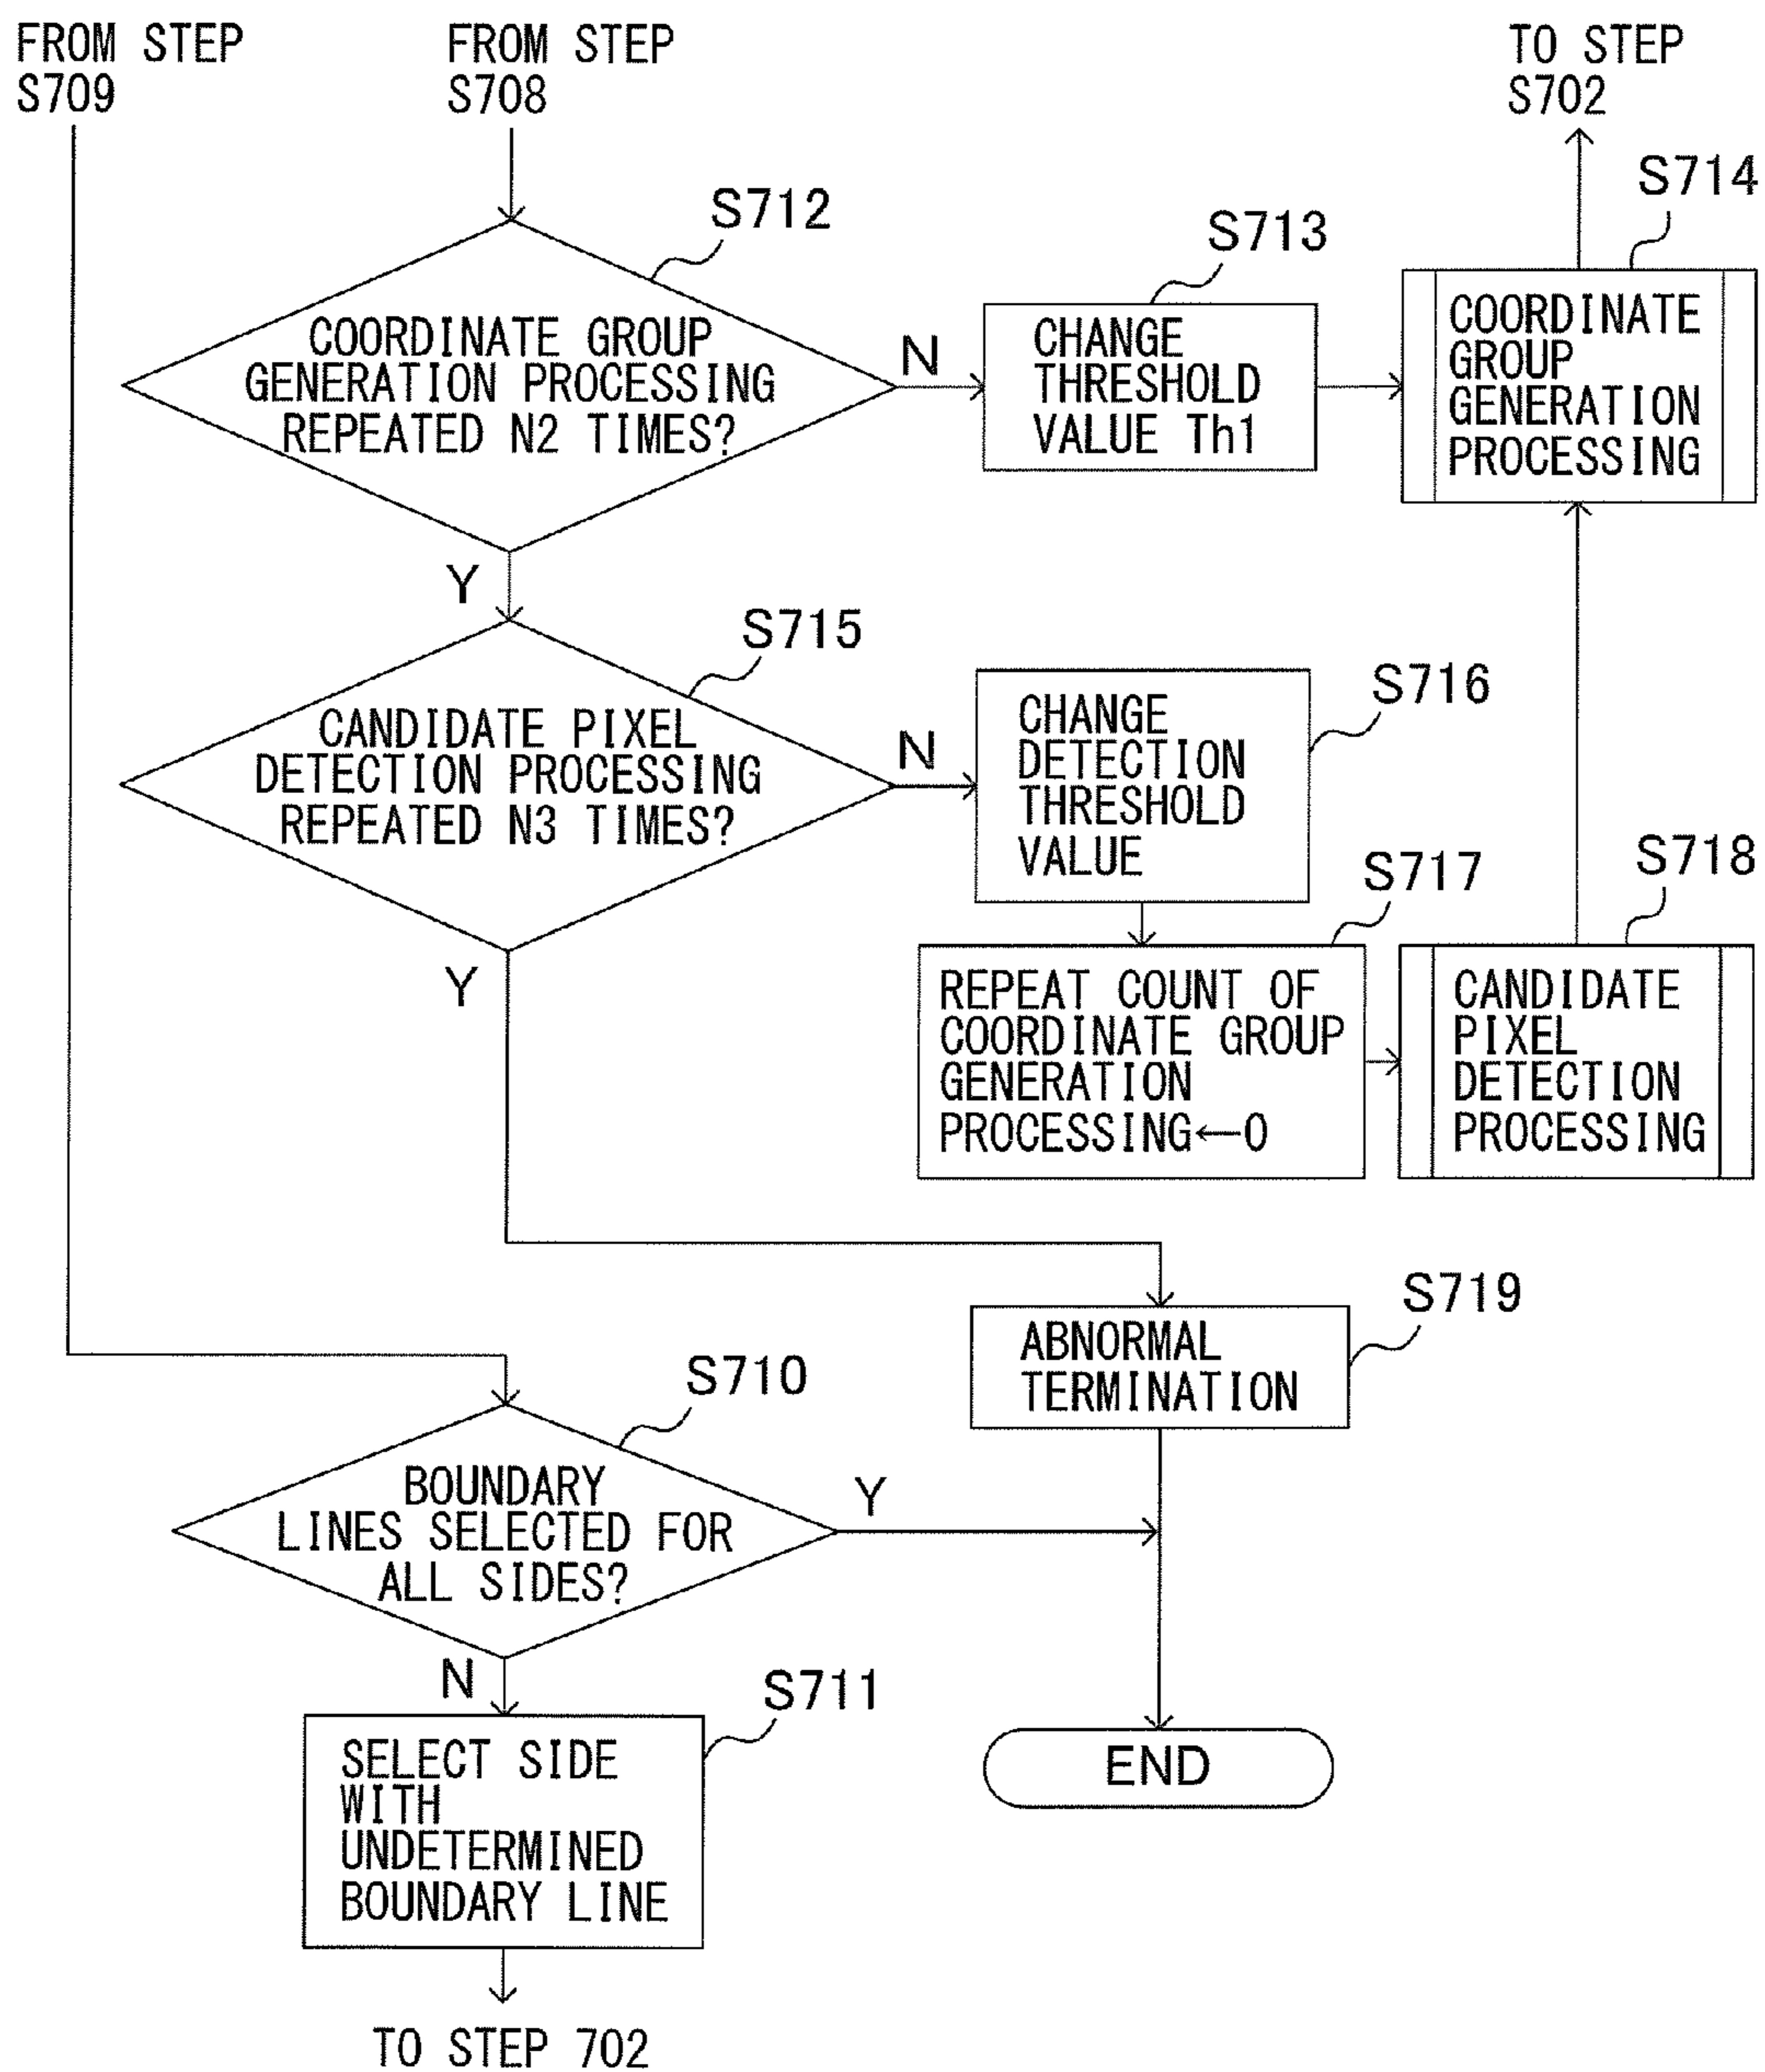 FROM STEP
S709
FROM STEP
S708
TO STEP
S702
S712
COORDINATE GROUP
GENERATION PROCESSING
REPEATED N2 TIMES?
N
Y
S713
CHANGE
THRESHOLD
VALUE Th1
S714
COORDINATE
GROUP
GENERATION
PROCESSING
S715
CANDIDATE PIXEL
DETECTION PROCESSING
REPEATED N3 TIMES?
N
Y
S716
CHANGE
DETECTION
THRESHOLD
VALUE
S717
REPEAT COUNT OF
COORDINATE GROUP
GENERATION
PROCESSING←0
S718
CANDIDATE
PIXEL
DETECTION
PROCESSING
S719
ABNORMAL
TERMINATION
S710
BOUNDARY
LINES SELECTED FOR
ALL SIDES?
Y
N
S711
SELECT SIDE
WITH
UNDETERMINED
BOUNDARY LINE
END
TO STEP 702